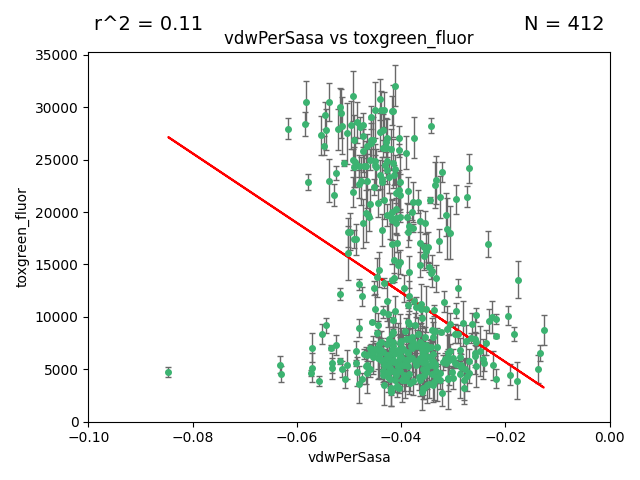 r^2 = 0.11
N = 412
vdwPerSasa vs toxgreen_fluor
35000
30000
25000
20000
15000
10000
5000
0
toxgreen_fluor
−0.10
−0.08
−0.06
−0.04
−0.02
0.00
vdwPerSasa